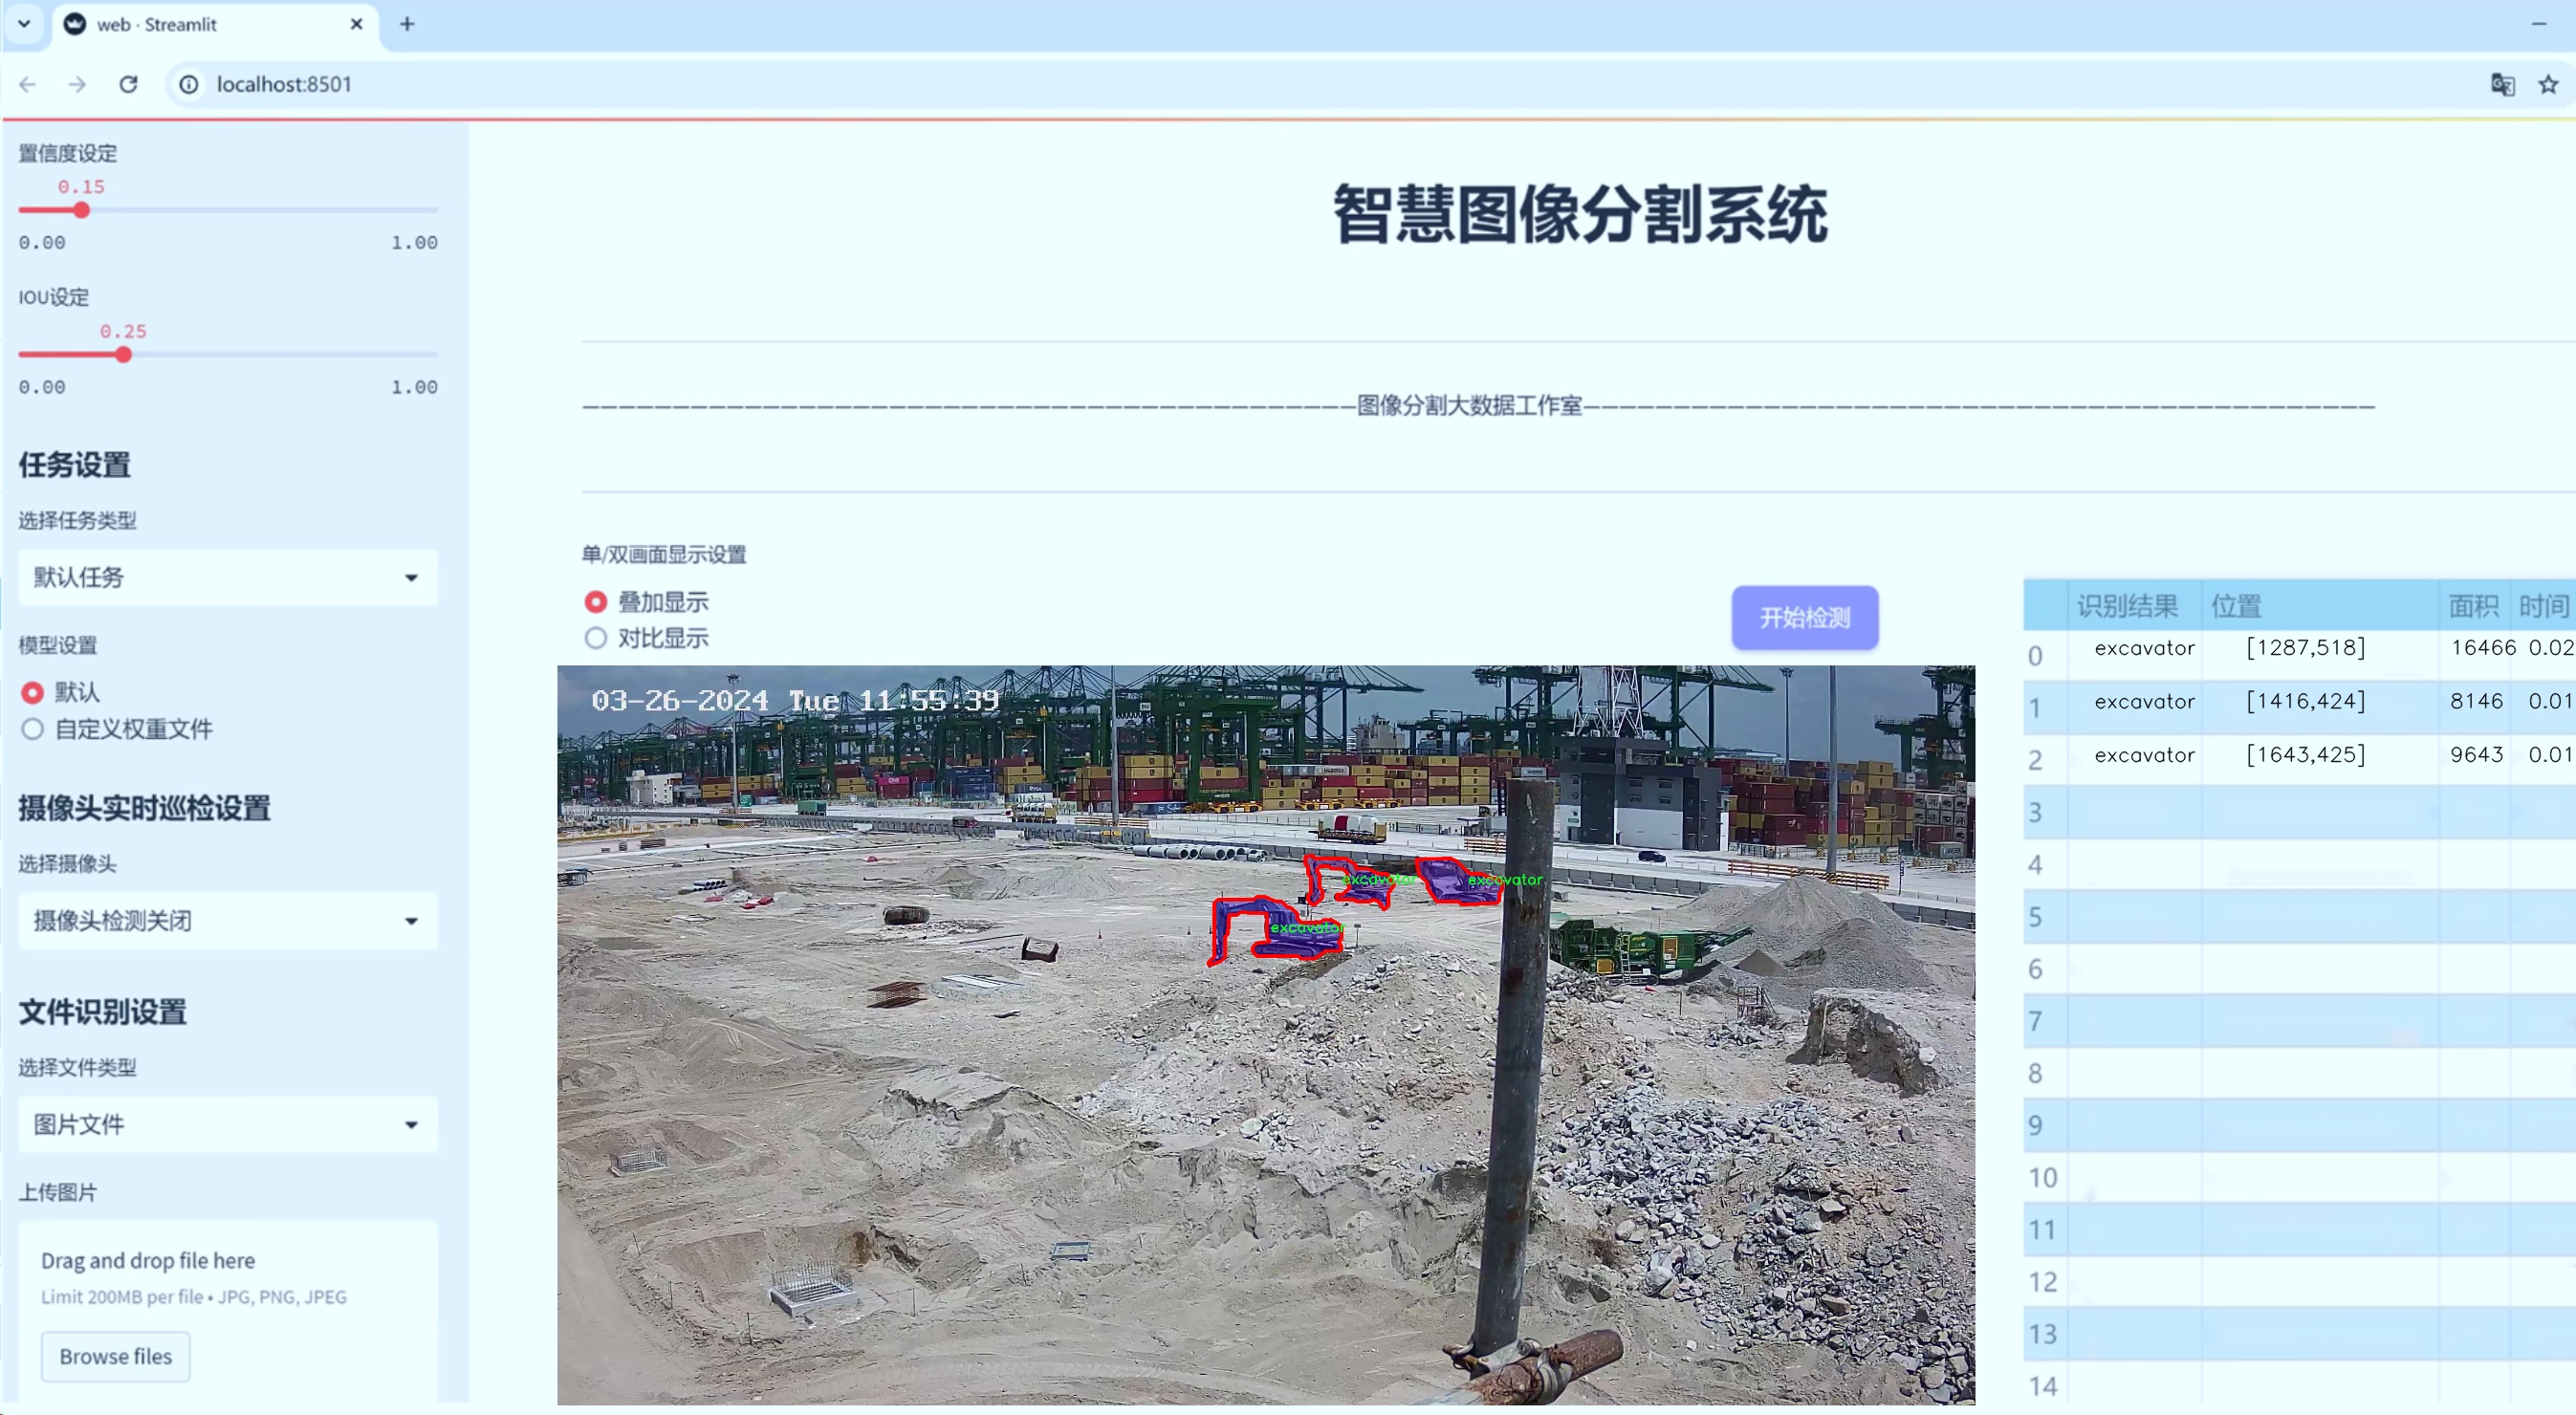 web · Streamlit
localhost:8501
置信度设定
0.15
0.00 1.00
IOU设定
0.25
0.00 1.00
任务设置
选择任务类型
默认任务
模型设置
默认
自定义权重文件
摄像头实时巡检设置
选择摄像头
摄像头检测关闭
文件识别设置
选择文件类型
图片文件
上传图片
Drag and drop file here
Limit 200MB per file • JPG, PNG, JPEG
Browse files
智慧图像分割系统
———————————————————————————————————————————图像分割大数据工作室————————————————————————————————————————————
单/双画面显示设置
叠加显示
对比显示
开始检测
03-26-2024 Tue 11:55:39
excavator
excavator
excavator
识别结果 位置 面积 时间
0 excavator [1287,518] 16466 0.02
1 excavator [1416,424] 8146 0.01
2 excavator [1643,425] 9643 0.01
3
4
5
6
7
8
9
10
11
12
13
14